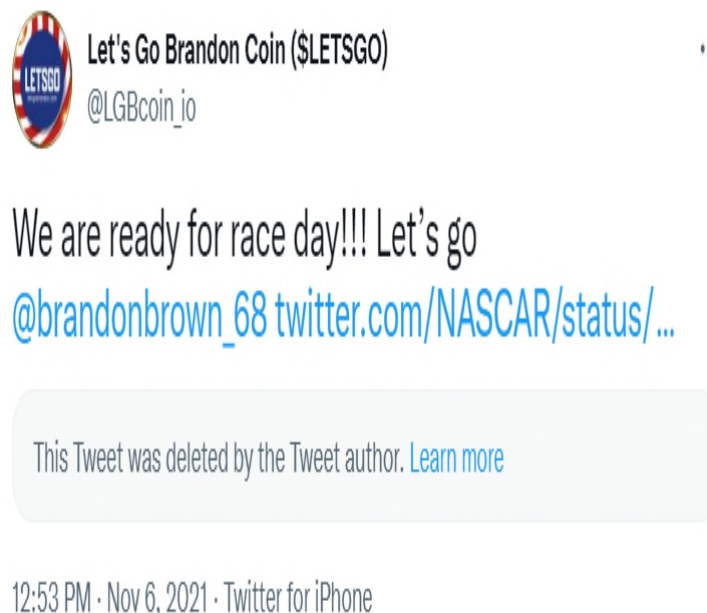 Let's Go Brandon Coin ($LETSGO)
@LGBcoin_io
LETSGO
We are ready for race day!!! Let’s go
@brandonbrown_68 twitter.com/NASCAR/status/...
This Tweet was deleted by the Tweet author. Learn more
12:53 PM · Nov 6, 2021 · Twitter for iPhone